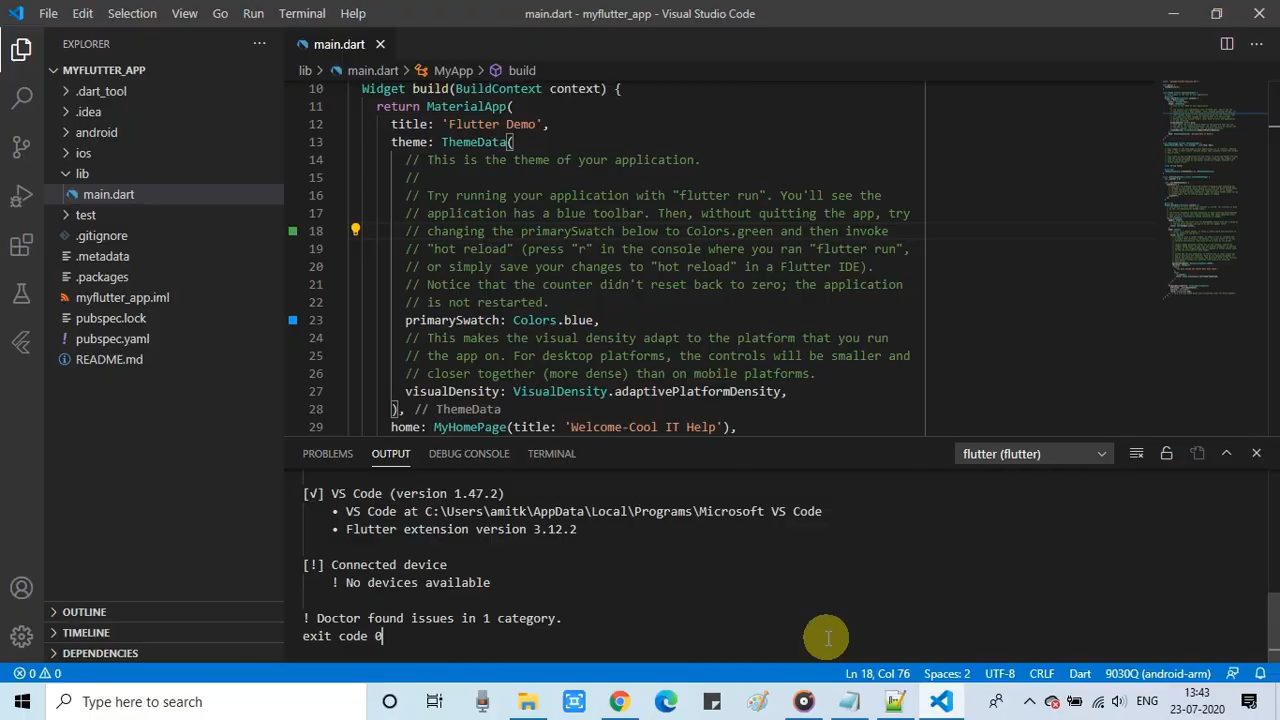 File Edit Selection View Go Run Terminal Help
main.dart - myflutter_app - Visual Studio Code
EXPLORER
MYFLUTTER_APP
.dart_tool
.idea
android
ios
lib
main.dart
test
.gitignore
.metadata
.packages
myflutter_app.iml
pubspec.lock
pubspec.yaml
README.md
OUTLINE
TIMELINE
DEPENDENCIES
main.dart
lib > main.dart > MyApp > build
10 Widget build(BuildContext context) {
11 return MaterialApp(
12 title: 'Flutter Demo',
13 theme: ThemeData(
14 // This is the theme of your application.
15 //
16 // Try running your application with "flutter run". You'll see the
17 // application has a blue toolbar. Then, without quitting the app, try
18 // changing the primarySwatch below to Colors.green and then invoke
19 // "hot reload" (press "r" in the console where you ran "flutter run",
20 // or simply save your changes to "hot reload" in a Flutter IDE).
21 // Notice that the counter didn't reset back to zero; the application
22 // is not restarted.
23 primarySwatch: Colors.blue,
24 // This makes the visual density adapt to the platform that you run
25 // the app on. For desktop platforms, the controls will be smaller and
26 // closer together (more dense) than on mobile platforms.
27 visualDensity: VisualDensity.adaptivePlatformDensity,
28 ), // ThemeData
29 home: MyHomePage(title: 'Welcome-Cool IT Help'),
PROBLEMS OUTPUT DEBUG CONSOLE TERMINAL
flutter (flutter)
[√] VS Code (version 1.47.2)
• VS Code at C:\Users\amitk\AppData\Local\Programs\Microsoft VS Code
• Flutter extension version 3.12.2
[!] Connected device
! No devices available
! Doctor found issues in 1 category.
exit code 0
0 0
Ln 18, Col 76 Spaces: 2 UTF-8 CRLF Dart 9030Q (android-arm)
Type here to search
ENG
13:43
23-07-2020